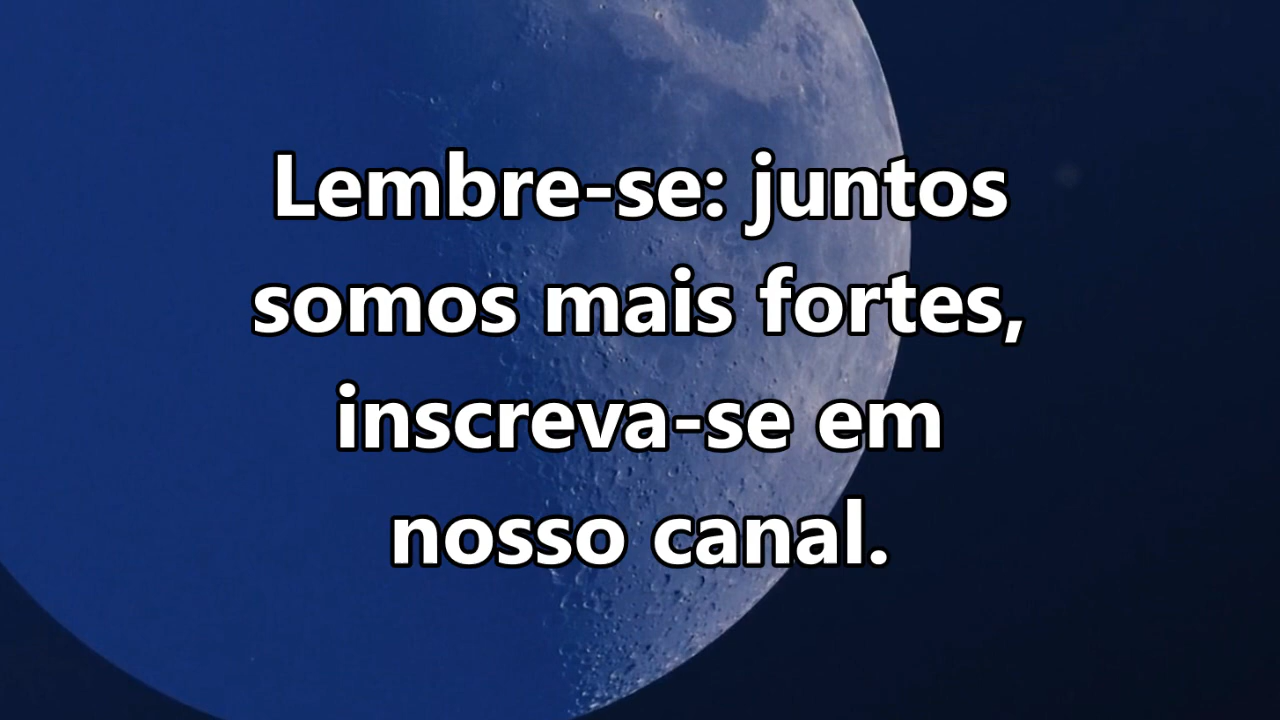 Lembre-se: juntos
somos mais fortes,
inscreva-se em
nosso canal.